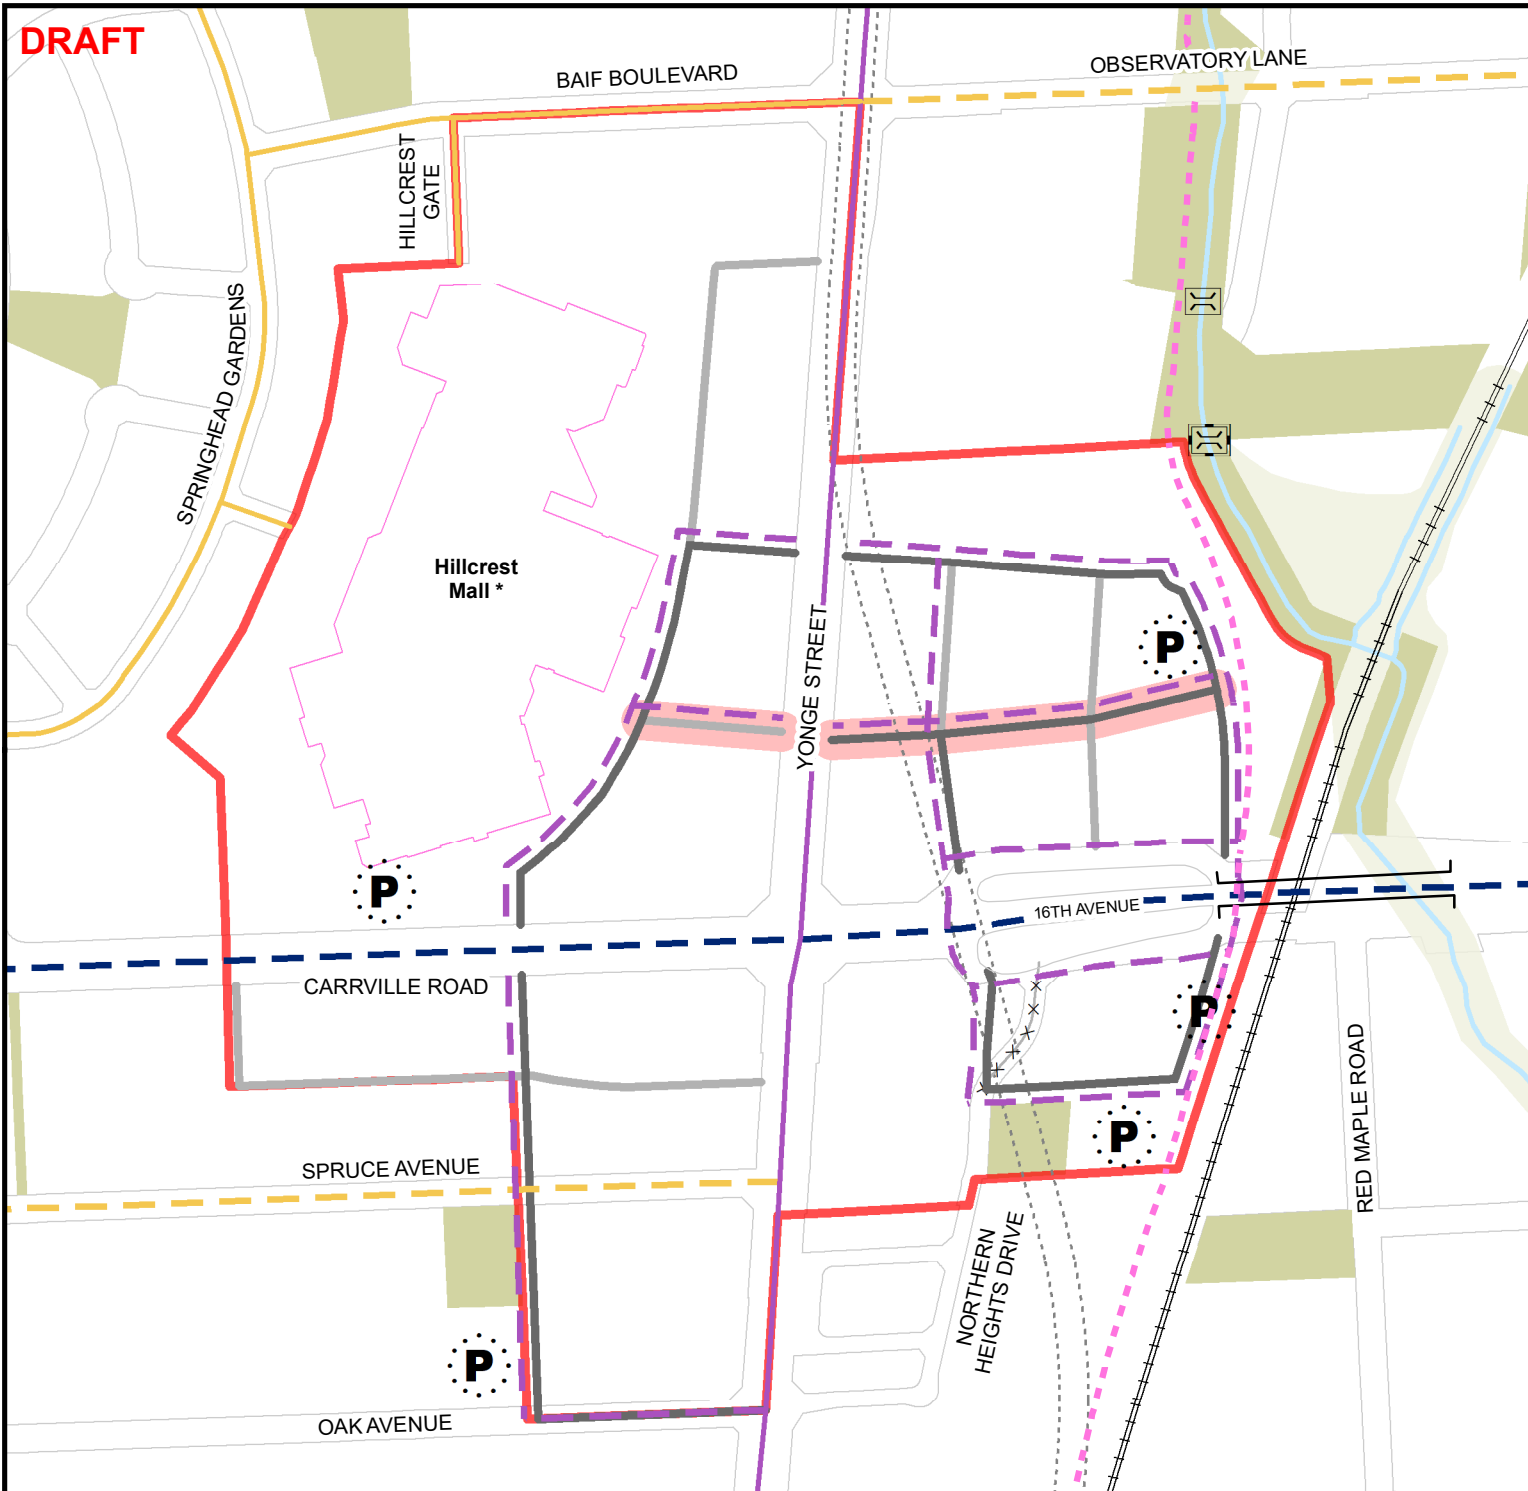 DRAFT
BAIF BOULEVARD
OBSERVATORY LANE
HILLCREST
GATE
SPRINGHEAD GARDENS
Hillcrest
Mall *
YONGE STREET
P
P
16TH AVENUE
CARRVILLE ROAD
P
RED MAPLE ROAD
P
SPRUCE AVENUE
NORTHERN
HEIGHTS DRIVE
P
OAK AVENUE